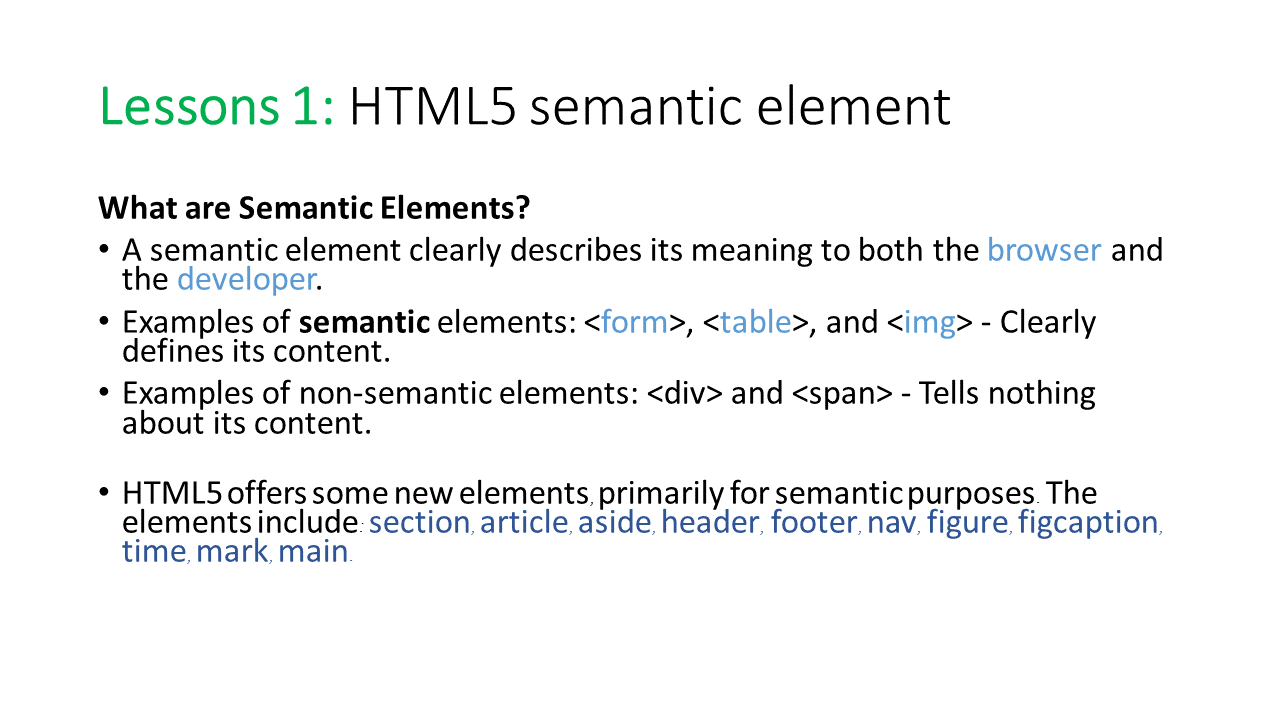 Lessons 1: HTML5 semantic element
What are Semantic Elements?
• A semantic element clearly describes its meaning to both the browser and
the developer.
• Examples of semantic elements: <form>, <table>, and <img> - Clearly
defines its content.
• Examples of non-semantic elements: <div> and <span> - Tells nothing
about its content.
• HTML5 offers some new elements, primarily for semantic purposes. The
elements include: section, article, aside, header, footer, nav, figure, figcaption,
time, mark, main.